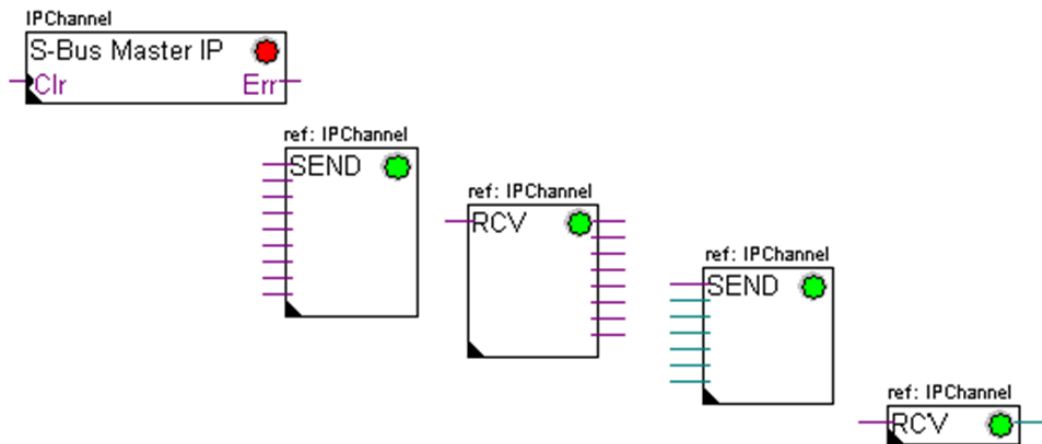 IPChannel
S-Bus Master IP
Clr Err
ref: IPChannel
SEND
ref: IPChannel
RCV
ref: IPChannel
SEND
ref: IPChannel
RCV